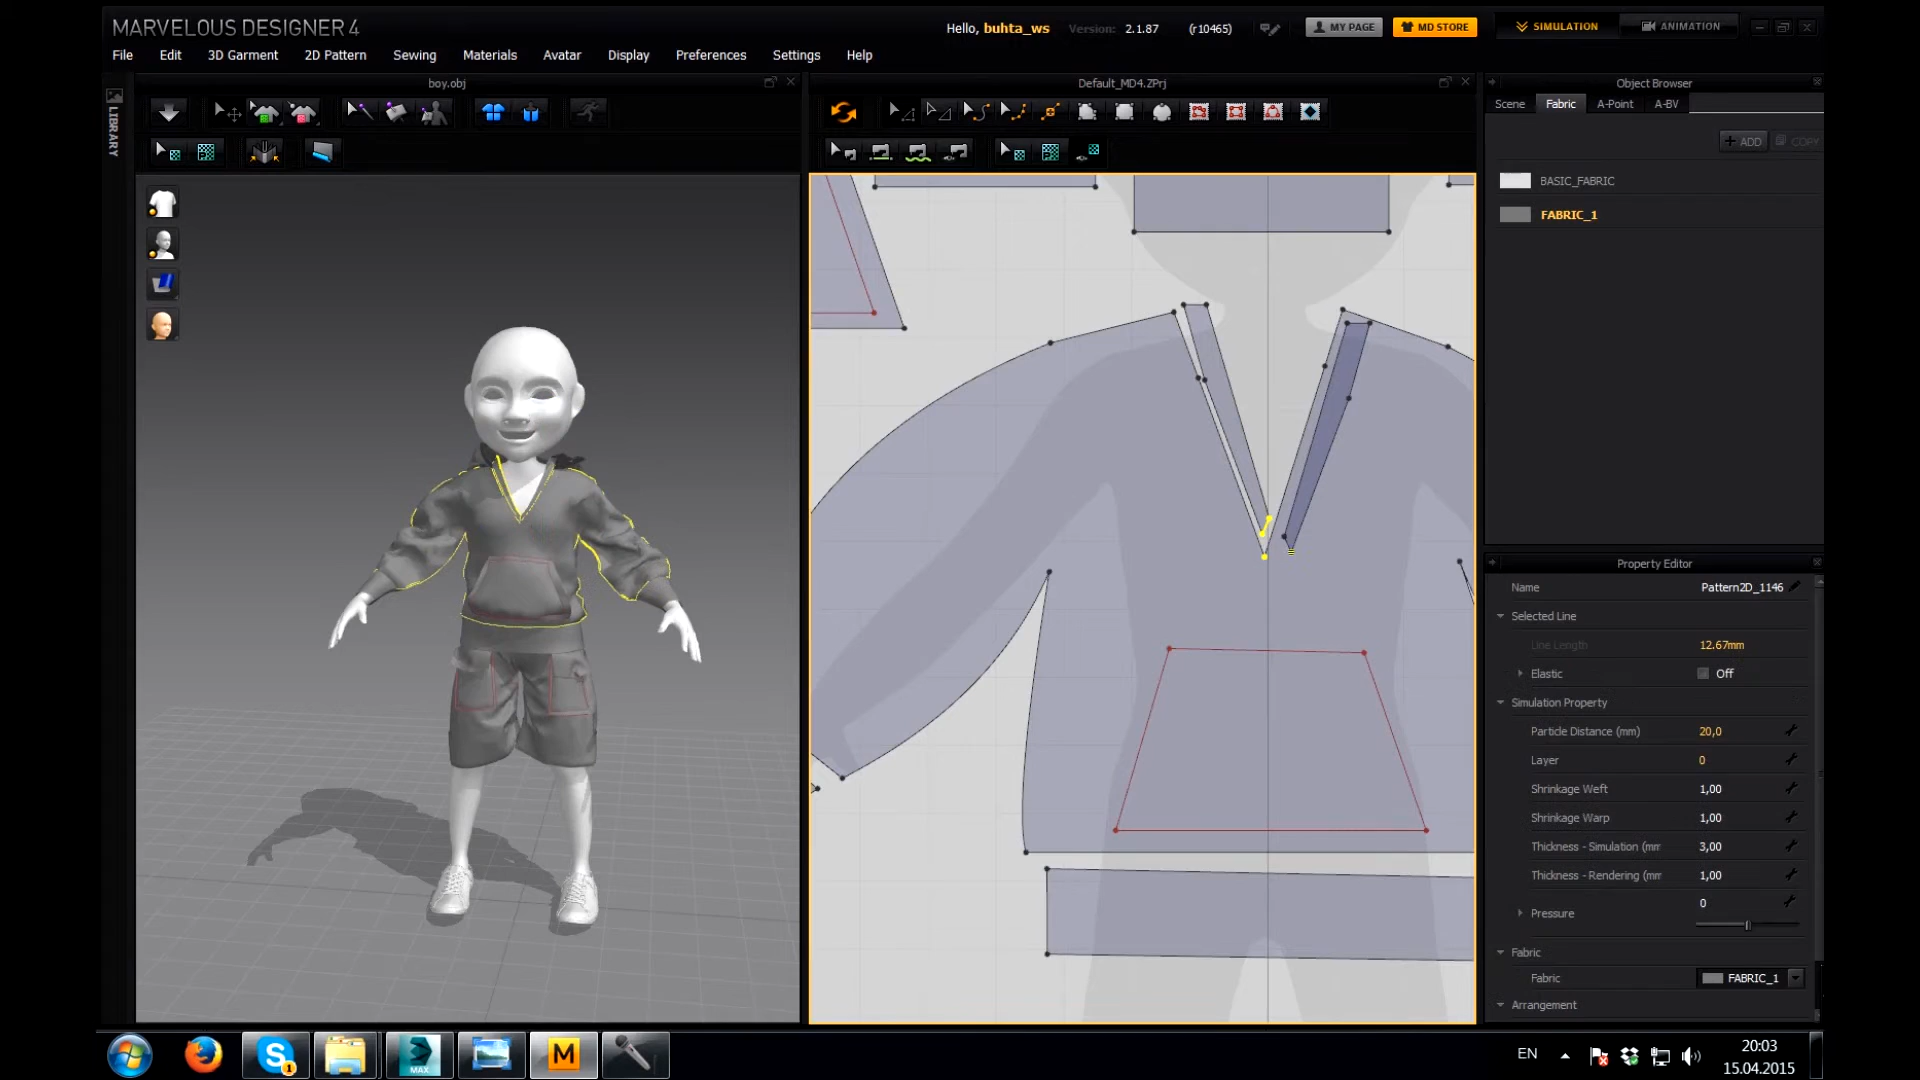 MARVELOUS DESIGNER 4
Hello, buhta_ws
Version: 2.1.87 (r10465)
MY PAGE
MD STORE
SIMULATION
ANIMATION
File Edit 3D Garment 2D Pattern Sewing Materials Avatar Display Preferences Settings Help
boy.obj
Default_MD4.ZPrj
Object Browser
LIBRARY
Scene Fabric A-Point A-BV
+ ADD
COPY
BASIC_FABRIC
FABRIC_1
Property Editor
Name Pattern2D_1146
Selected Line
Line Length 12.67mm
Elastic Off
Simulation Property
Particle Distance (mm) 20,0
Layer 0
Shrinkage Weft 1,00
Shrinkage Warp 1,00
Thickness - Simulation (mm 3,00
Thickness - Rendering (mm 1,00
Pressure 0
Fabric
Fabric FABRIC_1
Arrangement
S
1
MAX
M
EN
20:03
15.04.2015